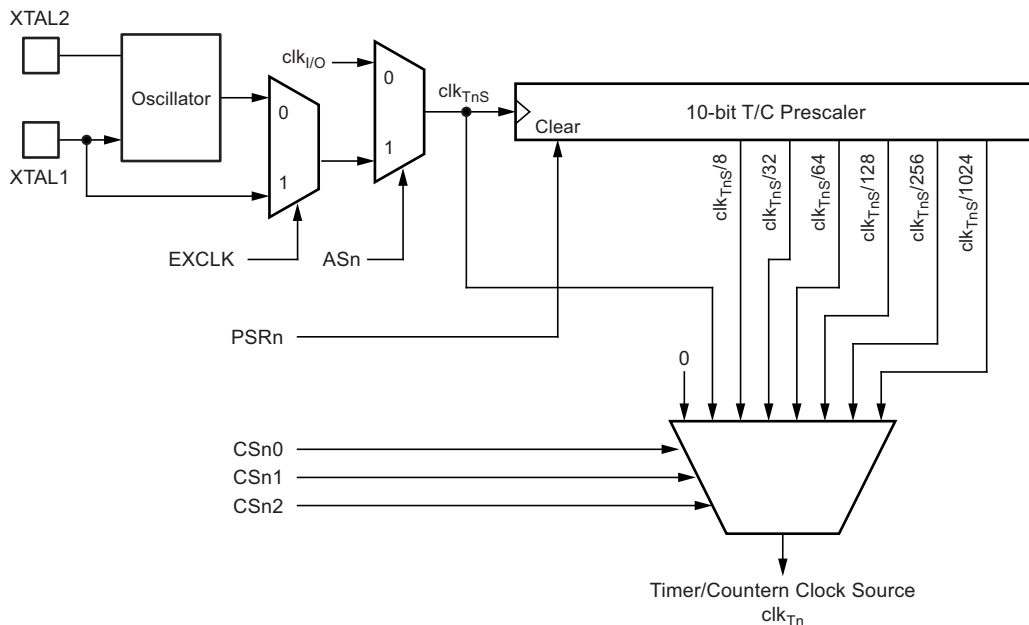 XTAL2
XTAL1
Oscillator
0
1
EXCLK
clkI/O
0
1
ASn
clkTnS
10-bit T/C Prescaler
Clear
clkTnS/8
clkTnS/32
clkTnS/64
clkTnS/128
clkTnS/256
clkTnS/1024
PSRn
0
CSn0
CSn1
CSn2
Timer/Countern Clock Source
clkTn